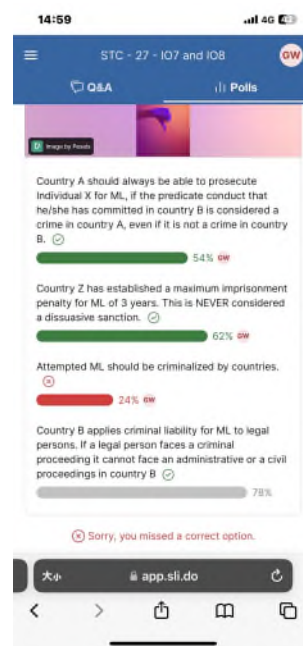 14:59
4G
STC - 27 - IO7 and IO8
GW
Q&A
Polls
Image by Pexels
Country A should always be able to prosecute
Individual X for ML, if the predicate conduct that
he/she has committed in country B is considered a
crime in country A, even if it is not a crime in country
B.
54% GW
Country Z has established a maximum imprisonment
penalty for ML of 3 years. This is NEVER considered
a dissuasive sanction.
62% GW
Attempted ML should be criminalized by countries.
24% GW
Country B applies criminal liability for ML to legal
persons. If a legal person faces a criminal
proceeding it cannot face an administrative or a civil
proceedings in country B
78%
Sorry, you missed a correct option.
大小
app.sli.do